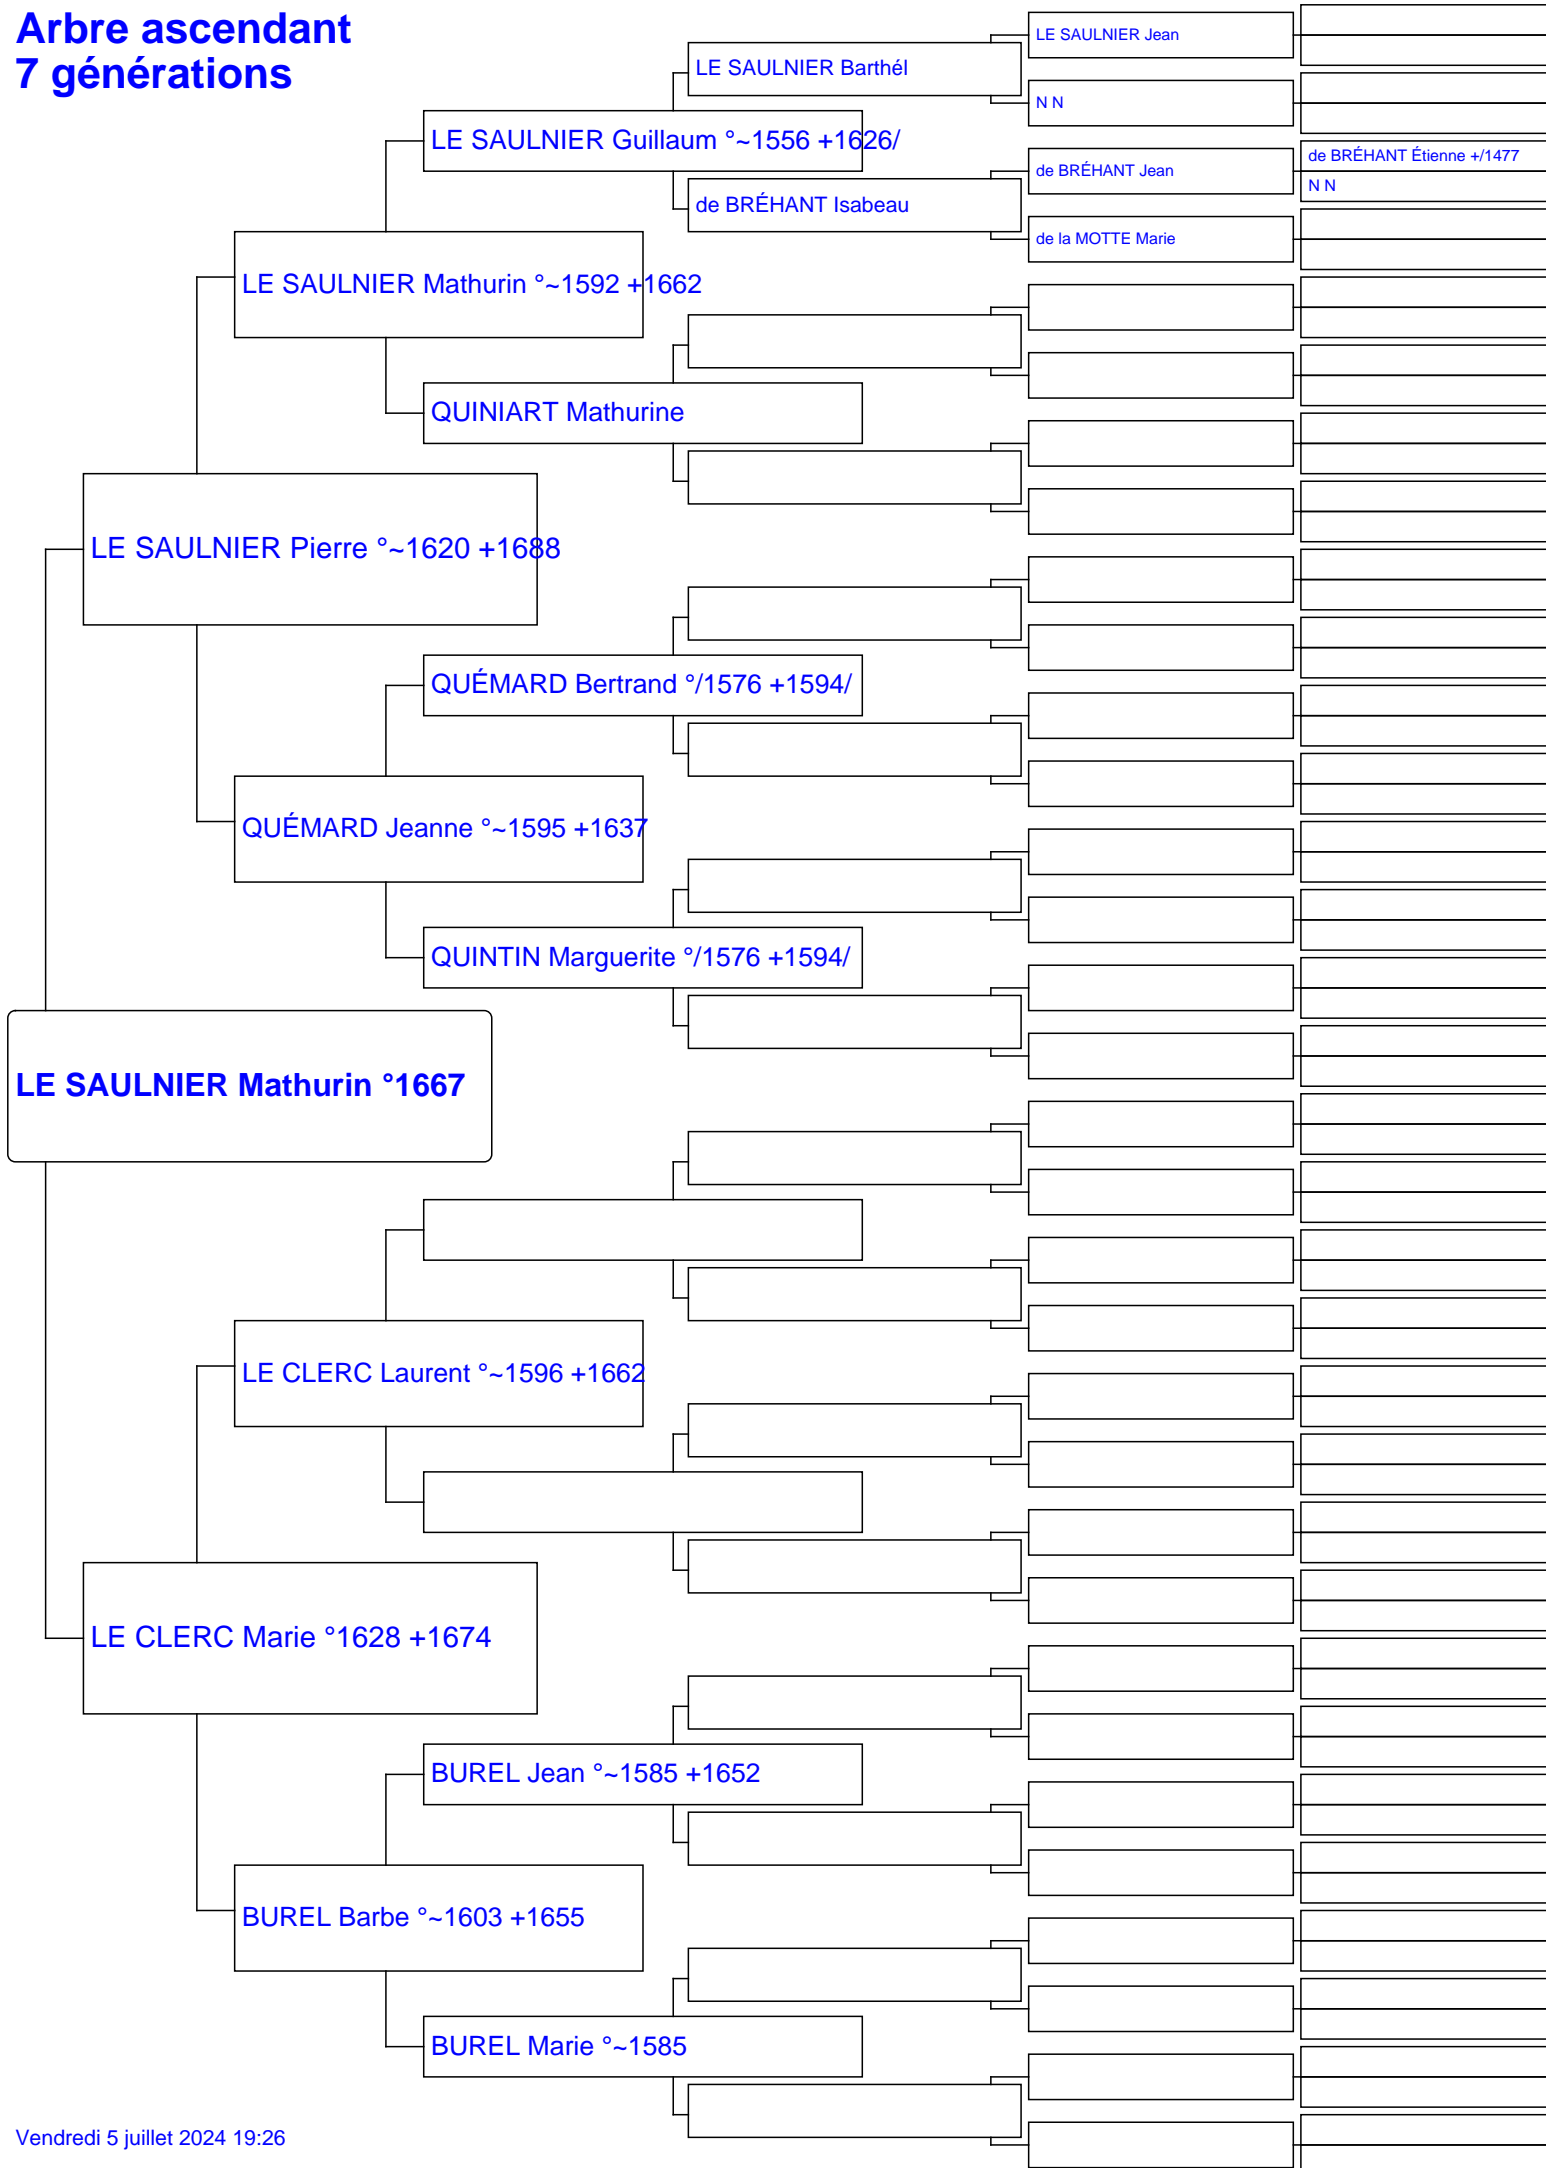 Arbre ascendant
7 générations
LE SAULNIER Jean
LE SAULNIER Barthél
N N
LE SAULNIER Guillaum °~1556 +1626/
de BRÉHANT Étienne +/1477
de BRÉHANT Jean
N N
de BRÉHANT Isabeau
de la MOTTE Marie
LE SAULNIER Mathurin °~1592 +1662
QUINIART Mathurine
LE SAULNIER Pierre °~1620 +1688
QUÉMARD Bertrand °/1576 +1594/
QUÉMARD Jeanne °~1595 +1637
QUINTIN Marguerite °/1576 +1594/
LE SAULNIER Mathurin °1667
LE CLERC Laurent °~1596 +1662
LE CLERC Marie °1628 +1674
BUREL Jean °~1585 +1652
BUREL Barbe °~1603 +1655
BUREL Marie °~1585
Vendredi 5 juillet 2024 19:26